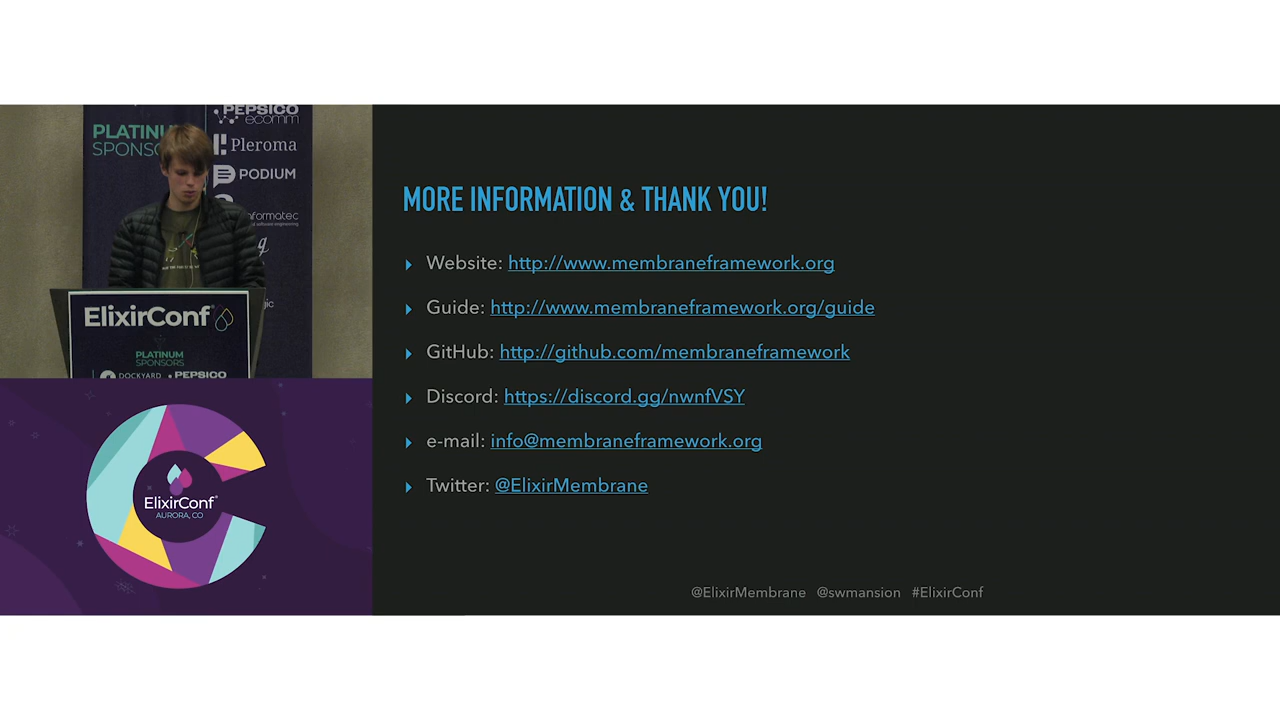 PEPSICO
ecomm
PLATINUM
SPONSORS
Pleroma
PODIUM
ElixirConf
PLATINUM
SPONSORS
DOCKYARD PEPSICO
ElixirConf
AURORA, CO
MORE INFORMATION & THANK YOU!
Website: http://www.membraneframework.org
Guide: http://www.membraneframework.org/guide
GitHub: http://github.com/membraneframework
Discord: https://discord.gg/nwnfVSY
e-mail: info@membraneframework.org
Twitter: @ElixirMembrane
@ElixirMembrane @swmansion #ElixirConf